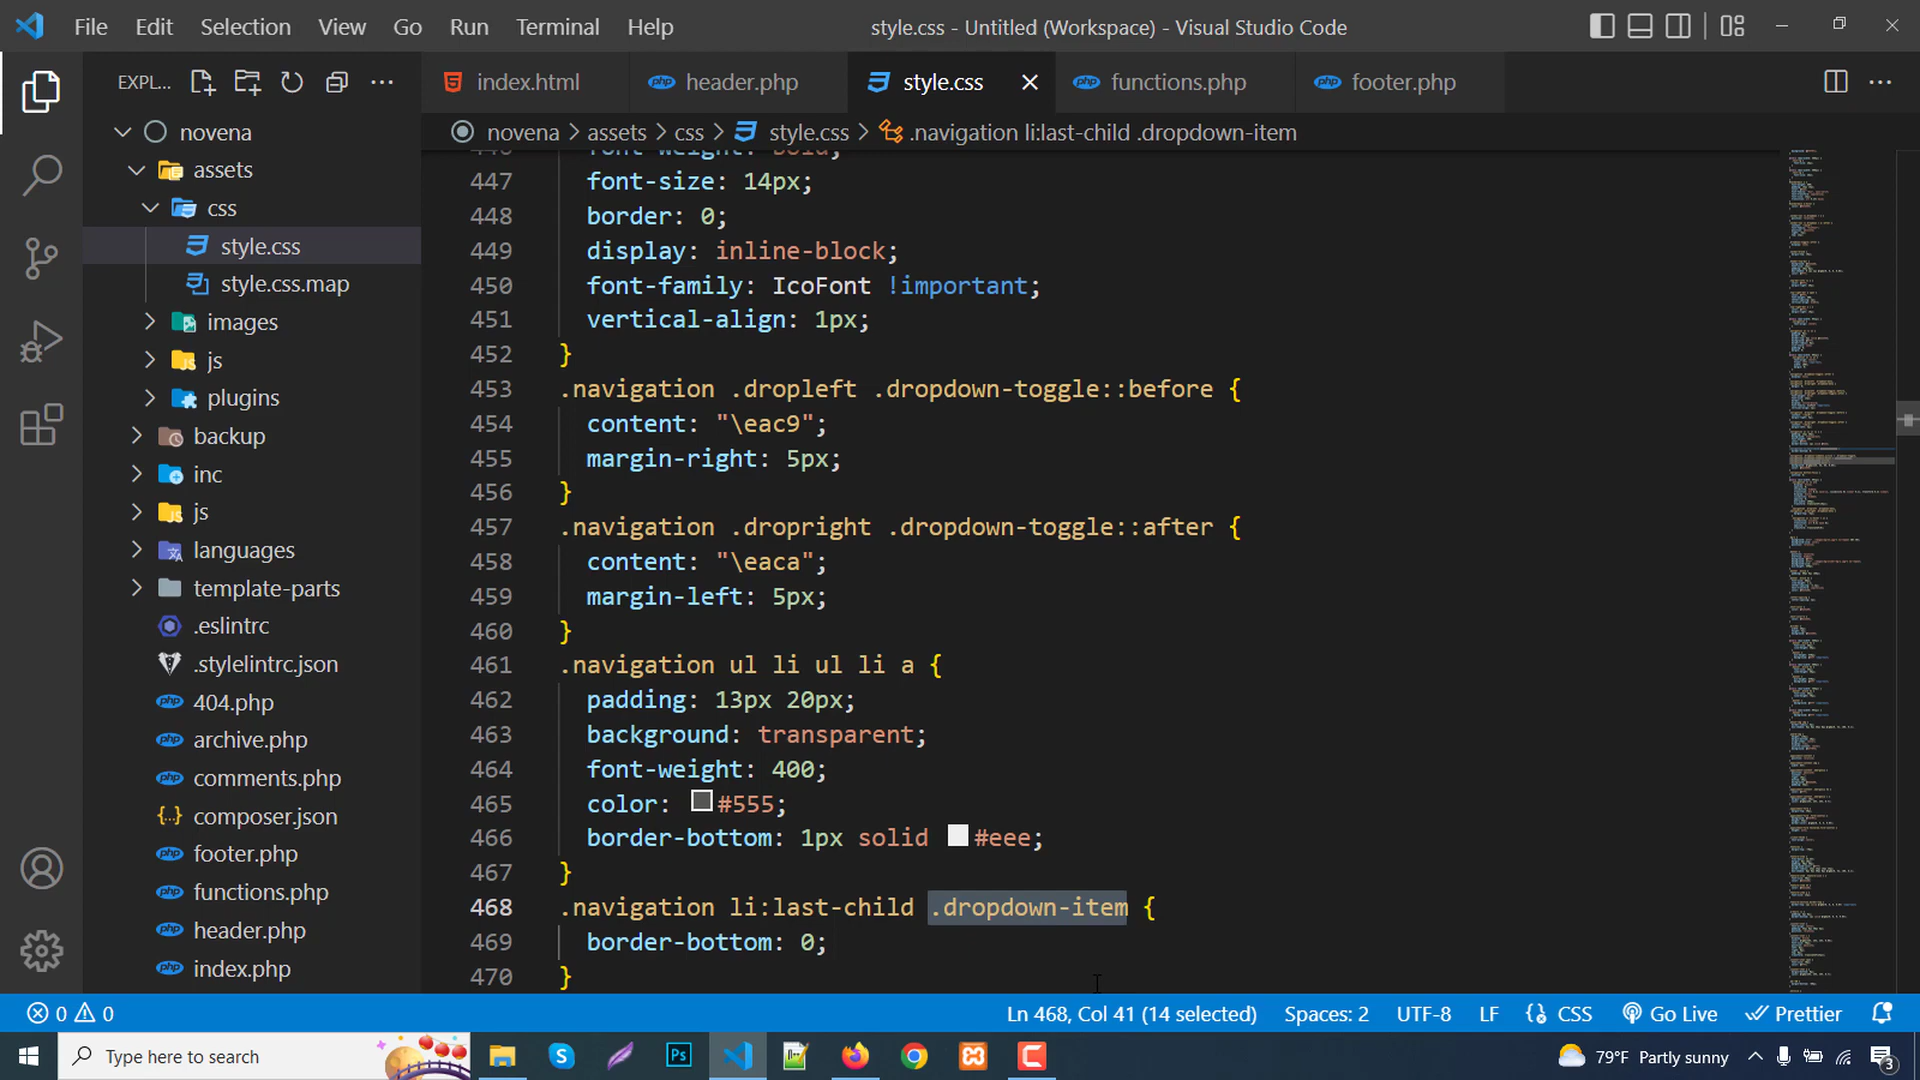 File Edit Selection View Go Run Terminal Help
style.css - Untitled (Workspace) - Visual Studio Code
EXPL...
index.html
header.php
style.css
functions.php
footer.php
novena > assets > css > style.css > .navigation li:last-child .dropdown-item
novena
assets
css
style.css
style.css.map
images
js
plugins
backup
inc
js
languages
template-parts
.eslintrc
.stylelintrc.json
404.php
archive.php
comments.php
composer.json
footer.php
functions.php
header.php
index.php
446 font-weight: bold;
447 font-size: 14px;
448 border: 0;
449 display: inline-block;
450 font-family: IcoFont !important;
451 vertical-align: 1px;
452 }
453 .navigation .dropleft .dropdown-toggle::before {
454 content: "\eac9";
455 margin-right: 5px;
456 }
457 .navigation .dropright .dropdown-toggle::after {
458 content: "\eaca";
459 margin-left: 5px;
460 }
461 .navigation ul li ul li a {
462 padding: 13px 20px;
463 background: transparent;
464 font-weight: 400;
465 color: #555;
466 border-bottom: 1px solid #eee;
467 }
468 .navigation li:last-child .dropdown-item {
469 border-bottom: 0;
470 }
0 0
Ln 468, Col 41 (14 selected) Spaces: 2 UTF-8 LF CSS Go Live Prettier
Type here to search
79°F Partly sunny
3